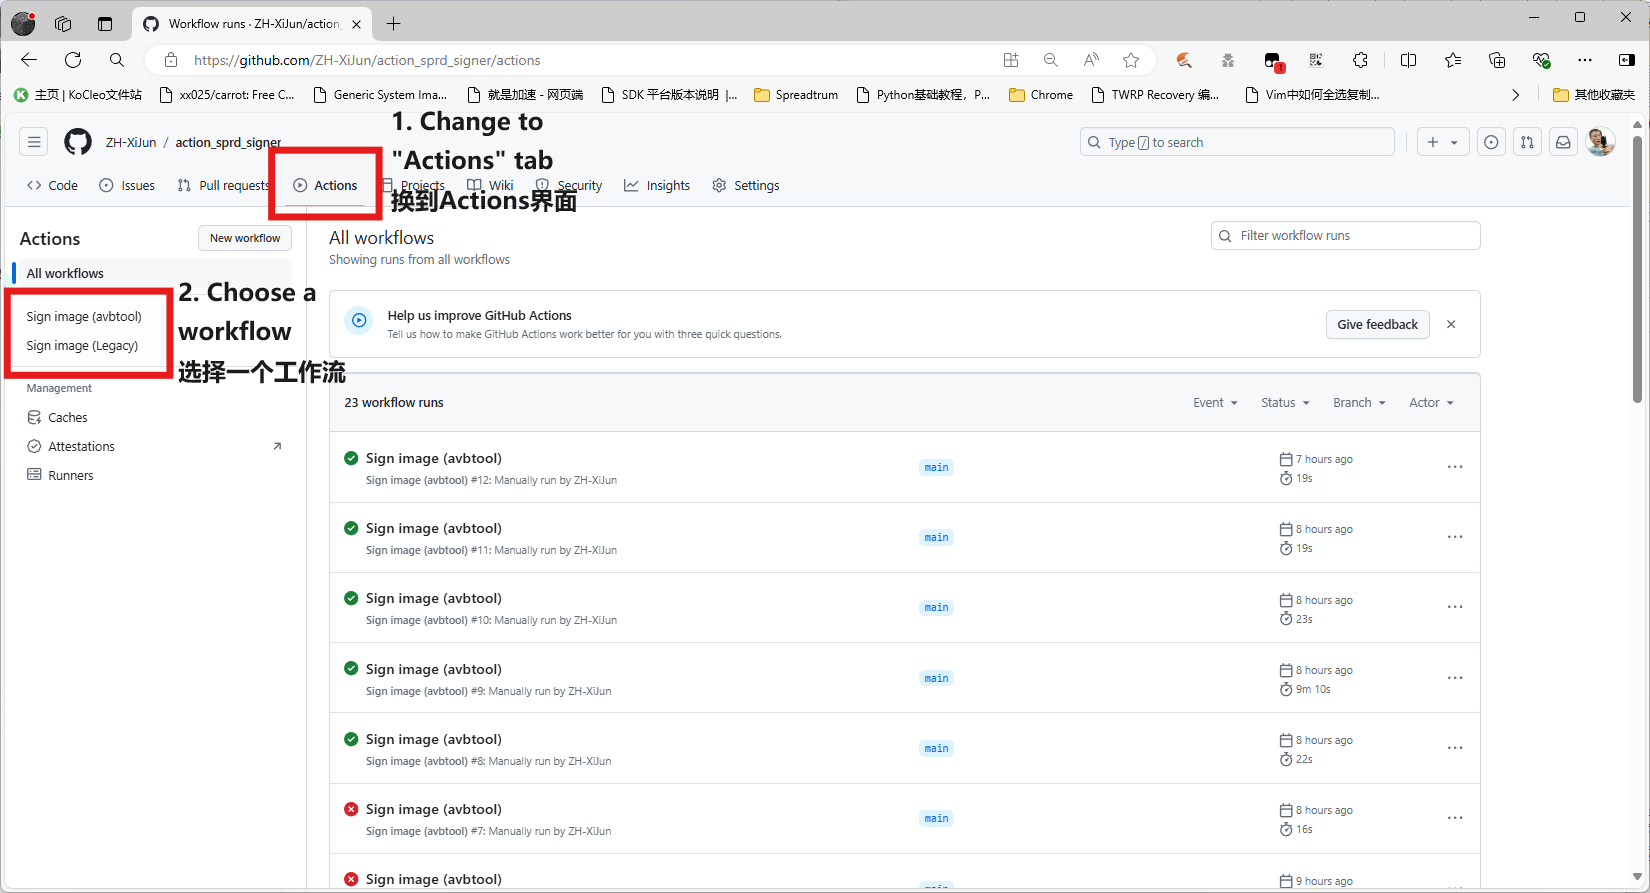 Workflow runs · ZH-XiJun/action_
https://github.com/ZH-XiJun/action_sprd_signer/actions
1
主页 | KoCleo文件站
xx025/carrot: Free C...
Generic System Ima...
就是加速 - 网页端
SDK 平台版本说明 |...
Spreadtrum
Python基础教程，P...
Chrome
TWRP Recovery 编...
Vim中如何全选复制...
其他收藏夹
ZH-XiJun / action_sprd_signer
Type / to search
1. Change to
"Actions" tab
换到Actions界面
Code
Issues
Pull requests
Actions
Projects
Wiki
Security
Insights
Settings
Actions
New workflow
All workflows
Sign image (avbtool)
Sign image (Legacy)
2. Choose a
workflow
选择一个工作流
Management
Caches
Attestations
Runners
All workflows
Showing runs from all workflows
Filter workflow runs
Help us improve GitHub Actions
Tell us how to make GitHub Actions work better for you with three quick questions.
Give feedback
23 workflow runs
Event
Status
Branch
Actor
Sign image (avbtool)
Sign image (avbtool) #12: Manually run by ZH-XiJun
main
7 hours ago
19s
Sign image (avbtool)
Sign image (avbtool) #11: Manually run by ZH-XiJun
main
8 hours ago
19s
Sign image (avbtool)
Sign image (avbtool) #10: Manually run by ZH-XiJun
main
8 hours ago
23s
Sign image (avbtool)
Sign image (avbtool) #9: Manually run by ZH-XiJun
main
8 hours ago
9m 10s
Sign image (avbtool)
Sign image (avbtool) #8: Manually run by ZH-XiJun
main
8 hours ago
22s
Sign image (avbtool)
Sign image (avbtool) #7: Manually run by ZH-XiJun
main
8 hours ago
16s
Sign image (avbtool)
main
9 hours ago